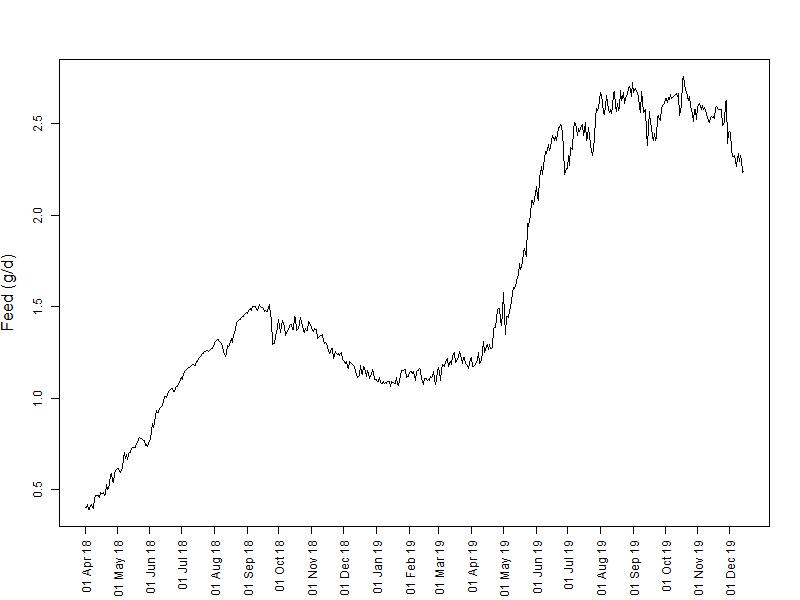 Feed (g/d)
2.5
2.0
1.5
1.0
0.5
01 Apr 18
01 May 18
01 Jun 18
01 Jul 18
01 Aug 18
01 Sep 18
01 Oct 18
01 Nov 18
01 Dec 18
01 Jan 19
01 Feb 19
01 Mar 19
01 Apr 19
01 May 19
01 Jun 19
01 Jul 19
01 Aug 19
01 Sep 19
01 Oct 19
01 Nov 19
01 Dec 19